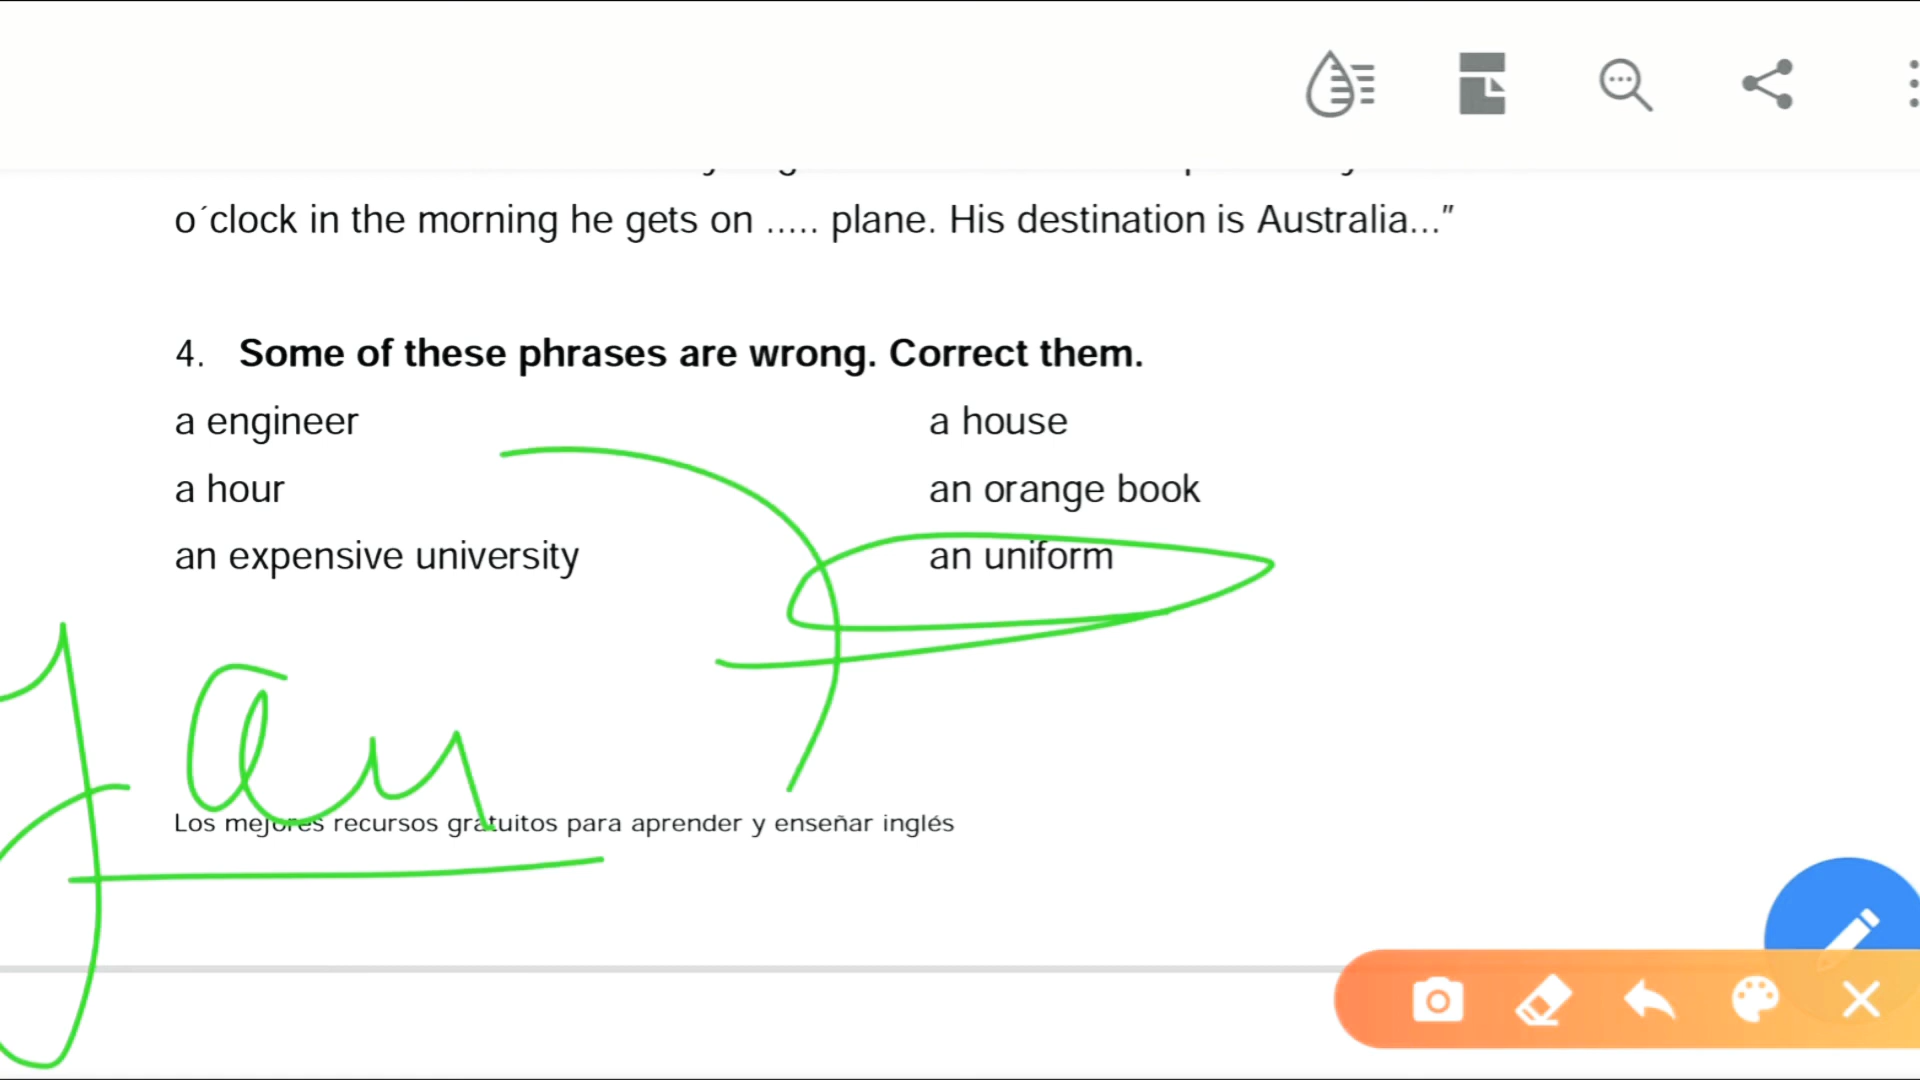 o´clock in the morning he gets on ..... plane. His destination is Australia...”
4. Some of these phrases are wrong. Correct them.
a engineer
a house
a hour
an orange book
an expensive university
an uniform
Los mejores recursos gratuitos para aprender y enseñar inglés